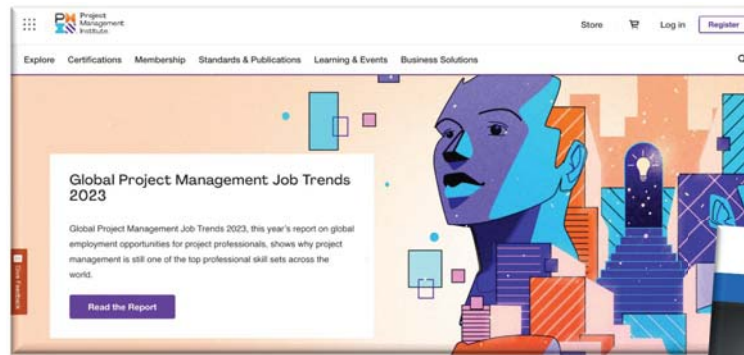 Project
Management
Institute.
Store
Log in
Register
Explore
Certifications
Membership
Standards & Publications
Learning & Events
Business Solutions
Global Project Management Job Trends
2023
Global Project Management Job Trends 2023, this year's report on global
employment opportunities for project professionals, shows why project
management is still one of the top professional skill sets across the
world.
Give Feedback
Read the Report